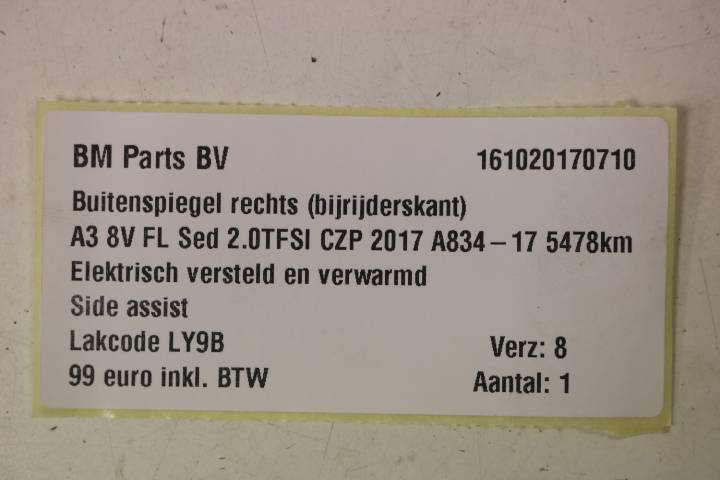 BM Parts BV 161020170710
Buitenspiegel rechts (bijrijderskant)
A3 8V FL Sed 2.0TFSI CZP 2017 A834-17 5478km
Elektrisch versteld en verwarmd
Side assist
Lakcode LY9B Verz: 8
99 euro inkl. BTW Aantal: 1